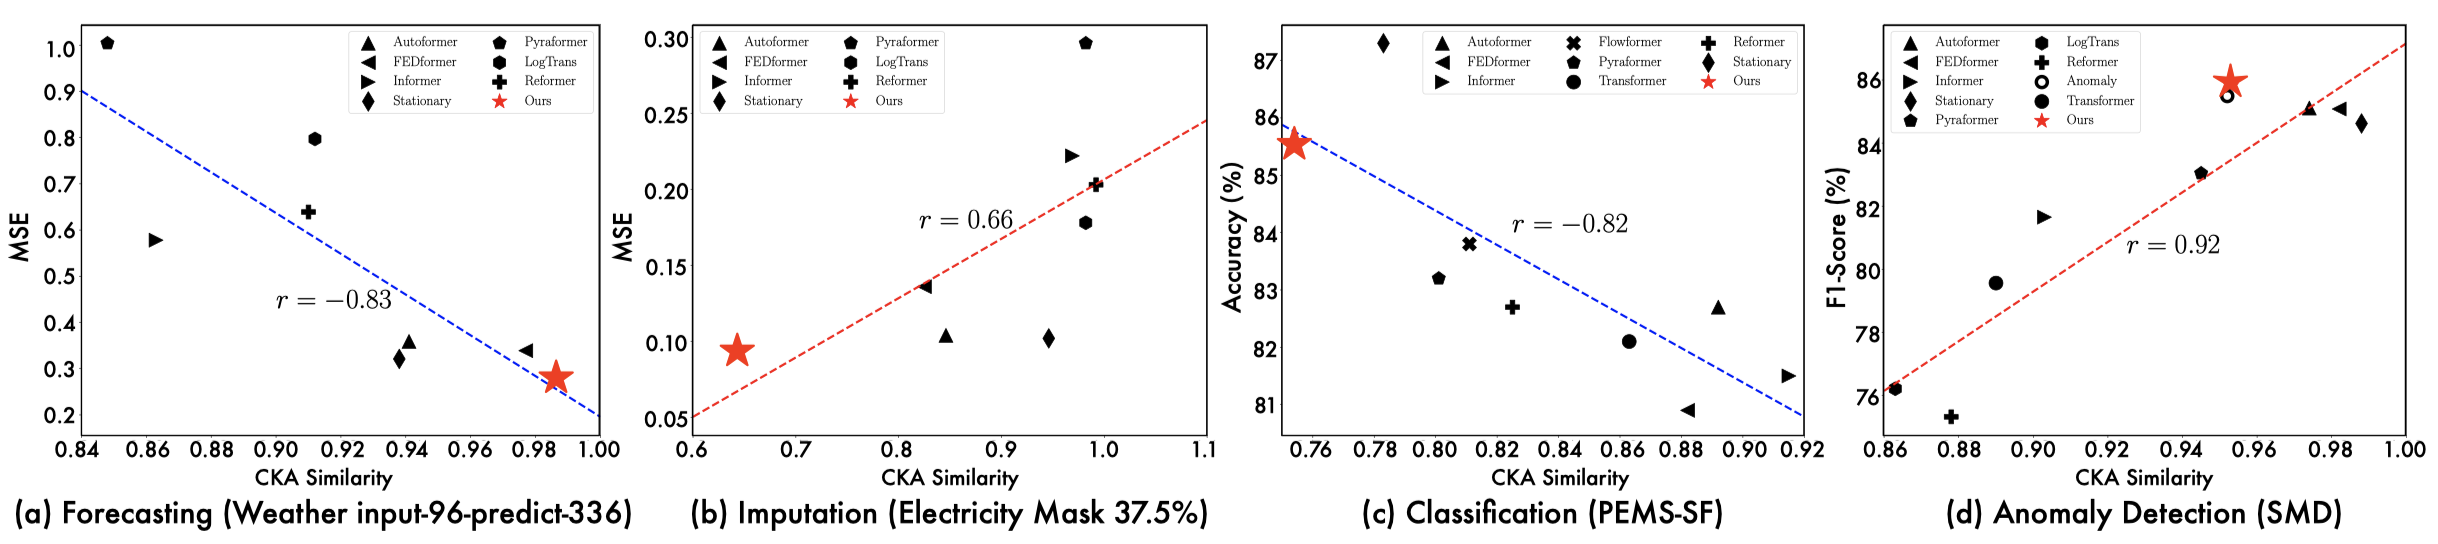 1.0
0.9
0.8
0.7
0.6
0.5
0.4
0.3
0.2
MSE
Autoformer
FEDformer
Informer
Stationary
Pyraformer
LogTrans
Reformer
Ours
r = −0.83
0.84 0.86 0.88 0.90 0.92 0.94 0.96 0.98 1.00
CKA Similarity
(a) Forecasting (Weather input-96-predict-336)
0.30
0.25
0.20
0.15
0.10
0.05
MSE
Autoformer
FEDformer
Informer
Stationary
Pyraformer
LogTrans
Reformer
Ours
r = 0.66
0.6 0.7 0.8 0.9 1.0 1.1
CKA Similarity
(b) Imputation (Electricity Mask 37.5%)
87
86
85
84
83
82
81
Accuracy (%)
Autoformer
FEDformer
Informer
Flowformer
Pyraformer
Transformer
Reformer
Stationary
Ours
r = −0.82
0.76 0.78 0.80 0.82 0.84 0.86 0.88 0.90 0.92
CKA Similarity
(c) Classification (PEMS-SF)
86
84
82
80
78
76
F1-Score (%)
Autoformer
FEDformer
Informer
Stationary
Pyraformer
LogTrans
Reformer
Anomaly
Transformer
Ours
r = 0.92
0.86 0.88 0.90 0.92 0.94 0.96 0.98 1.00
CKA Similarity
(d) Anomaly Detection (SMD)